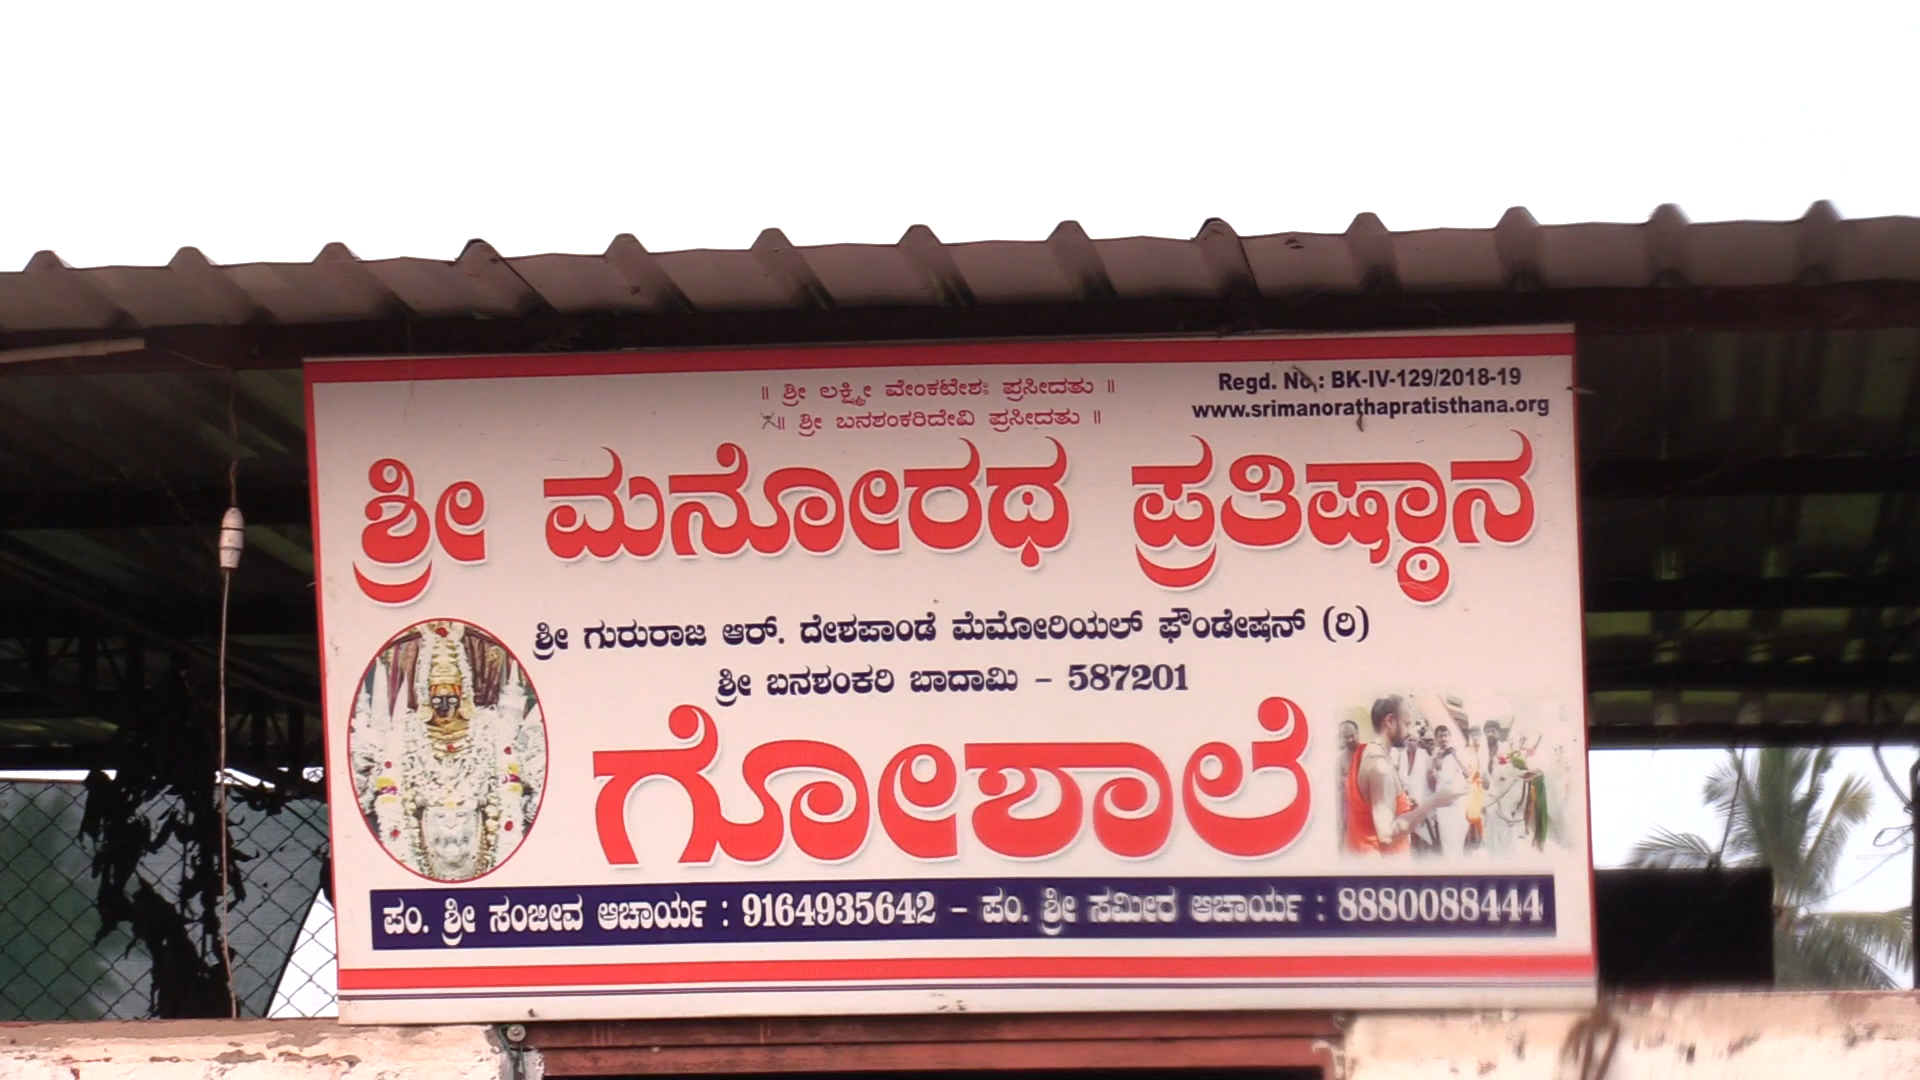 ॥ ಶ್ರೀ ಲಕ್ಷ್ಮೀ ವೇಂಕಟೇಶಃ ಪ್ರಸೀದತು ॥
॥ ಶ್ರೀ ಬನಶಂಕರಿದೇವಿ ಪ್ರಸೀದತು ॥
Regd. No.: BK-IV-129/2018-19
www.srimanorathapratisthana.org
ಶ್ರೀ ಮನೋರಥ ಪ್ರತಿಷ್ಠಾನ
ಶ್ರೀ ಗುರುರಾಜ ಆರ್. ದೇಶಪಾಂಡೆ ಮೆಮೋರಿಯಲ್ ಫೌಂಡೇಷನ್ (ರಿ)
ಶ್ರೀ ಬನಶಂಕರಿ ಬಾದಾಮಿ - 587201
ಗೋಶಾಲೆ
ಪಂ. ಶ್ರೀ ಸಂಜೀವ ಆಚಾರ್ಯ : 9164935642 - ಪಂ. ಶ್ರೀ ಸಮೀರ ಆಚಾರ್ಯ : 8880088444